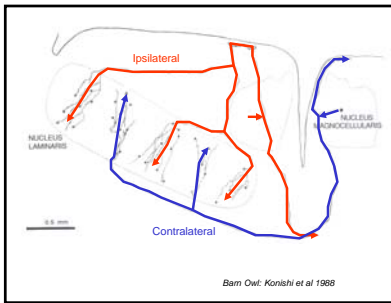 Ipsilateral
NUCLEUS
LAMINARIS
NUCLEUS
MAGNOCELLULARIS
0.5 mm
Contralateral
Barn Owl: Konishi et al 1988